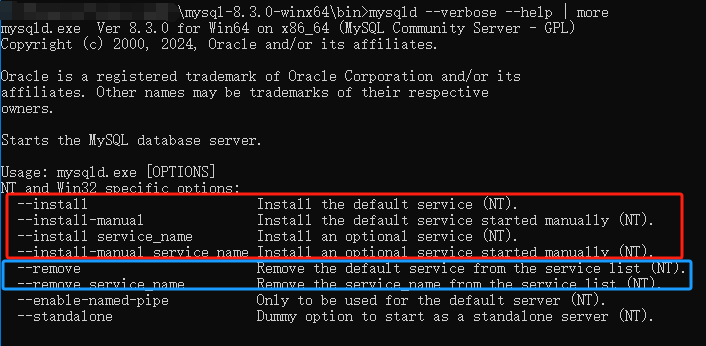 \mysql-8.3.0-winx64\bin>mysqld --verbose --help | more
mysqld.exe  Ver 8.3.0 for Win64 on x86_64 (MySQL Community Server - GPL)
Copyright (c) 2000, 2024, Oracle and/or its affiliates.
Oracle is a registered trademark of Oracle Corporation and/or its
affiliates. Other names may be trademarks of their respective
owners.
Starts the MySQL database server.
Usage: mysqld.exe [OPTIONS]
NT and Win32 specific options:
--install                     Install the default service (NT).
--install-manual              Install the default service started manually (NT).
--install service_name        Install an optional service (NT).
--install-manual service_name Install an optional service started manually (NT).
--remove                      Remove the default service from the service list (NT).
--remove service_name         Remove the service_name from the service list (NT).
--enable-named-pipe           Only to be used for the default server (NT).
--standalone                  Dummy option to start as a standalone server (NT).